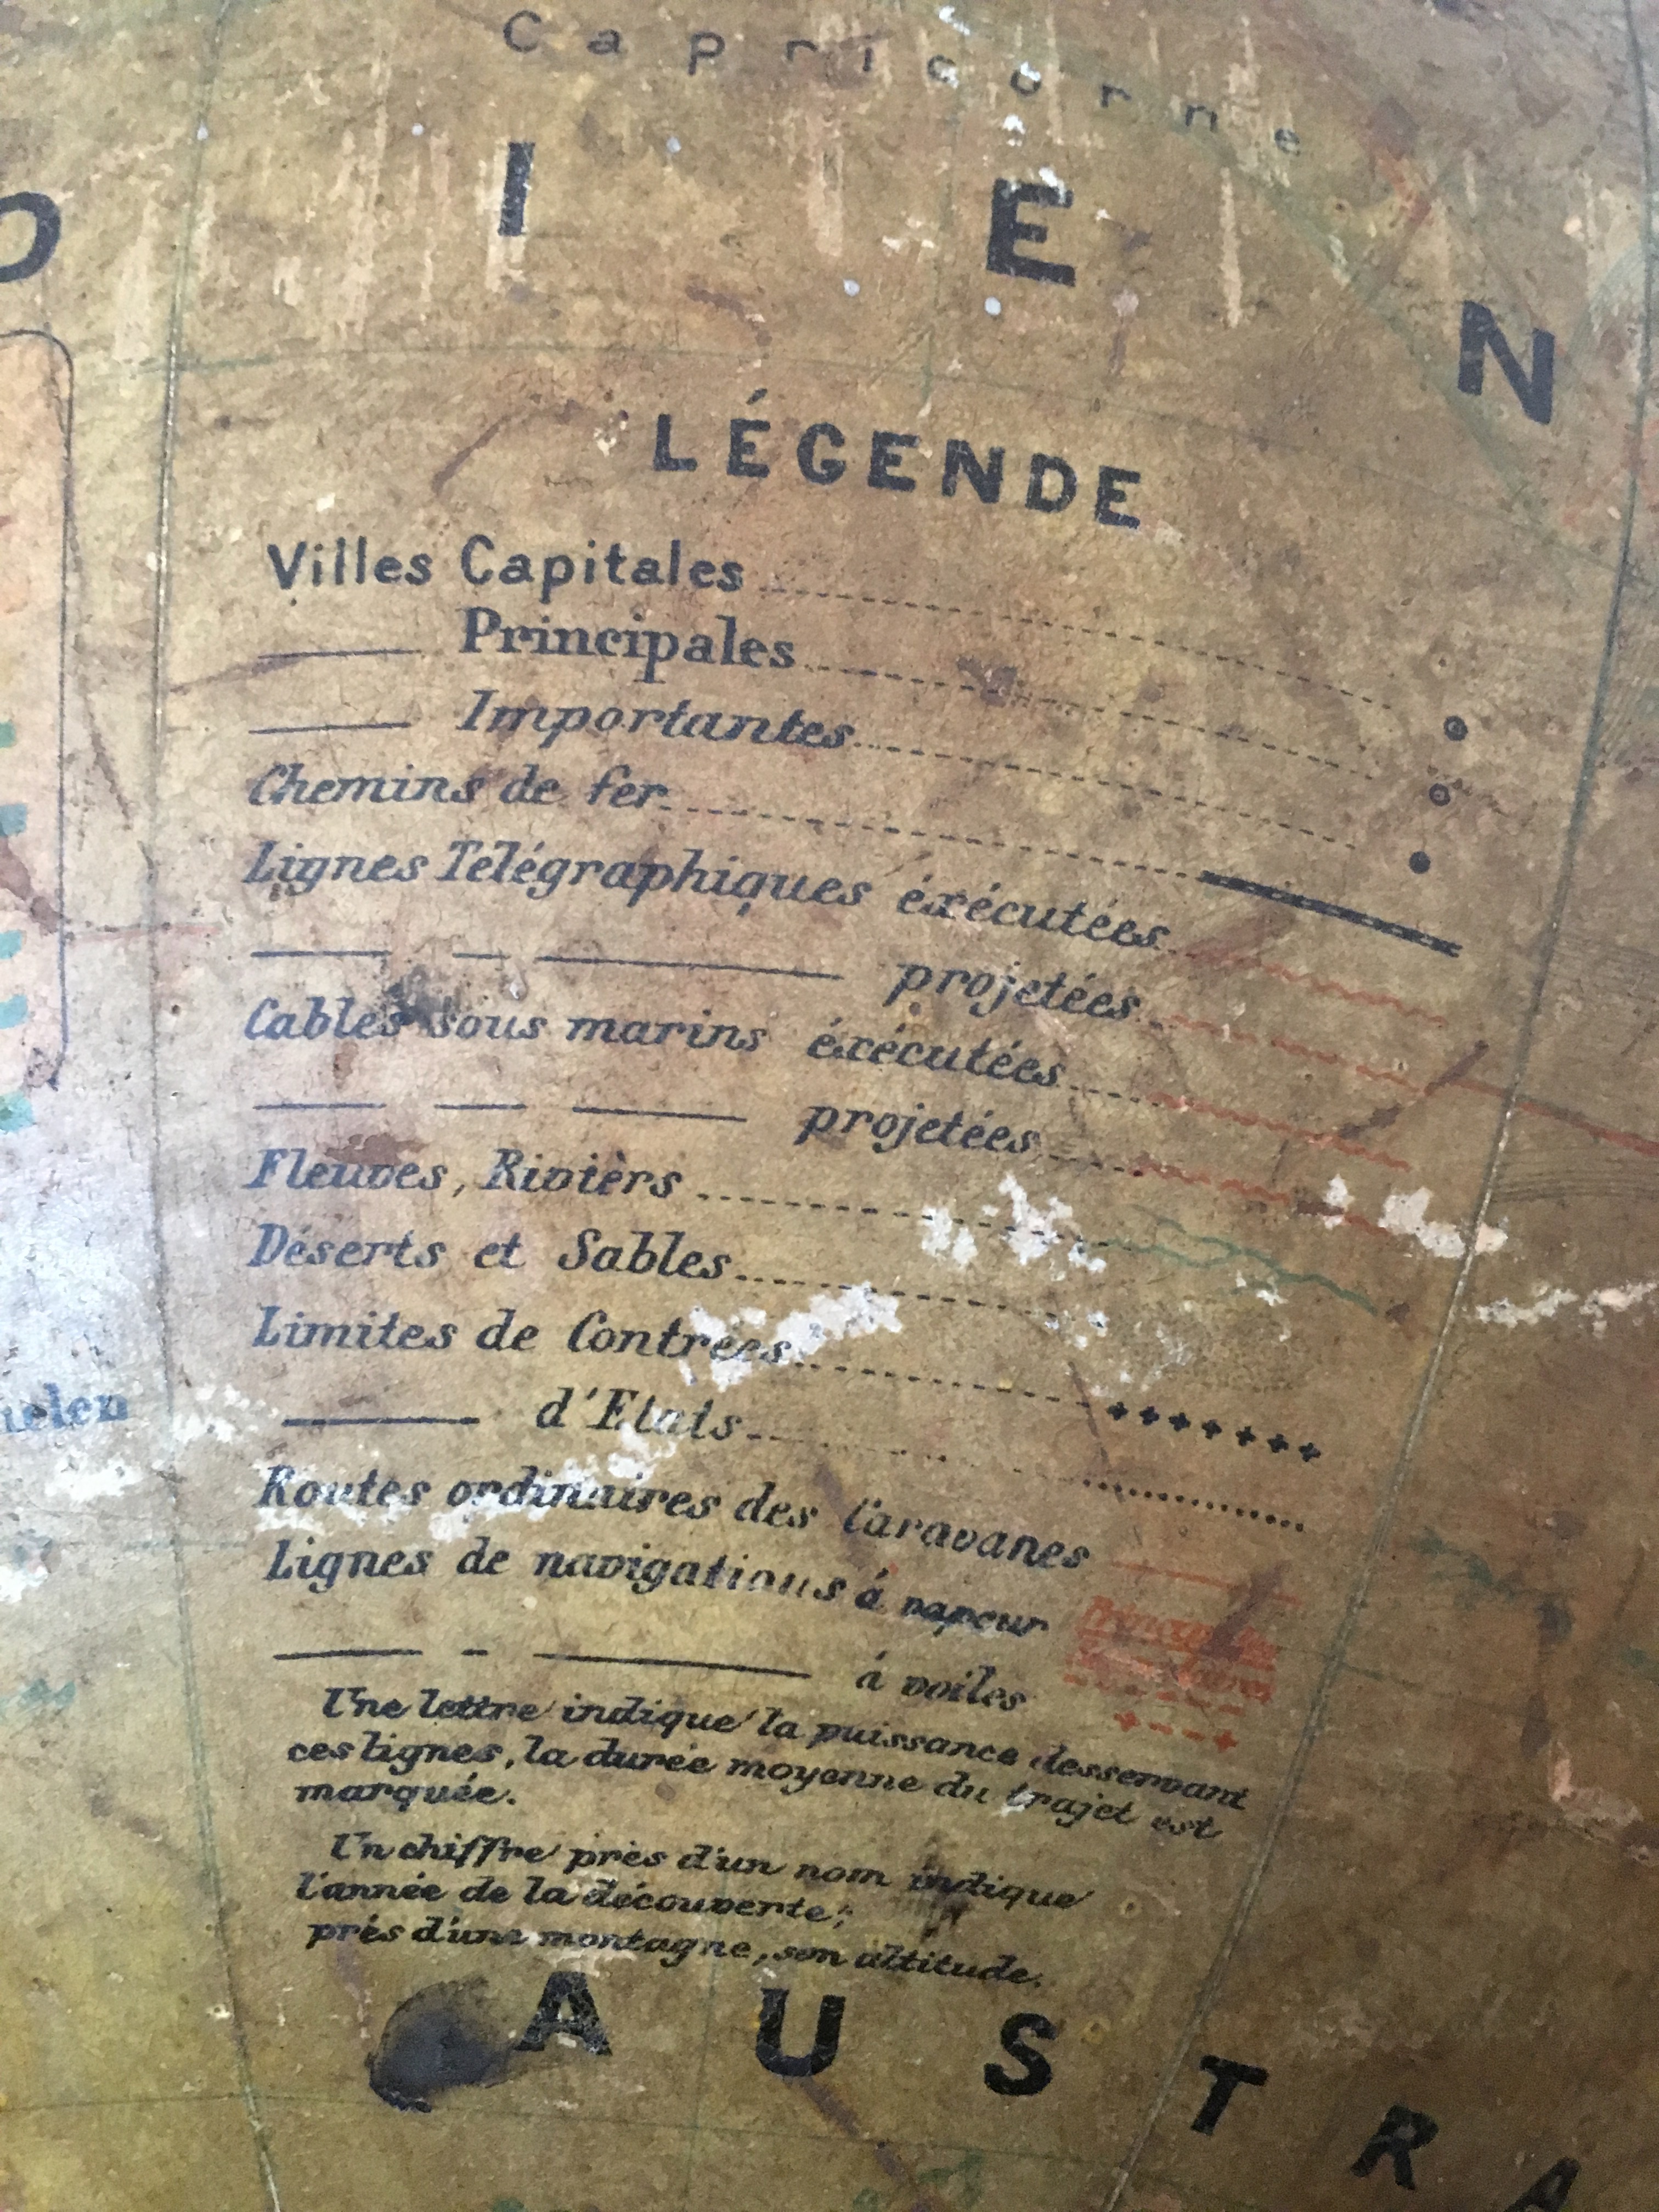 Capricorne
D I E N
LÉGENDE
Villes Capitales
Principales
Importantes
Chemins de fer
Lignes Télégraphiques éxécutées
projetées
Cables sous marins éxécutées
projetées
Fleuves, Rivièrs
Déserts et Sables
Limites de Contrées
d'Etats
Routes ordinaires des Caravanes
Lignes de navigations à vapeur
à voiles
Une lettre indique la puissance desservant
ces lignes, la durée moyenne du trajet est
marquée.
Un chiffre près d'un nom indique
l'année de la découverte;
près d'une montagne, son altitude.
A U S T R A